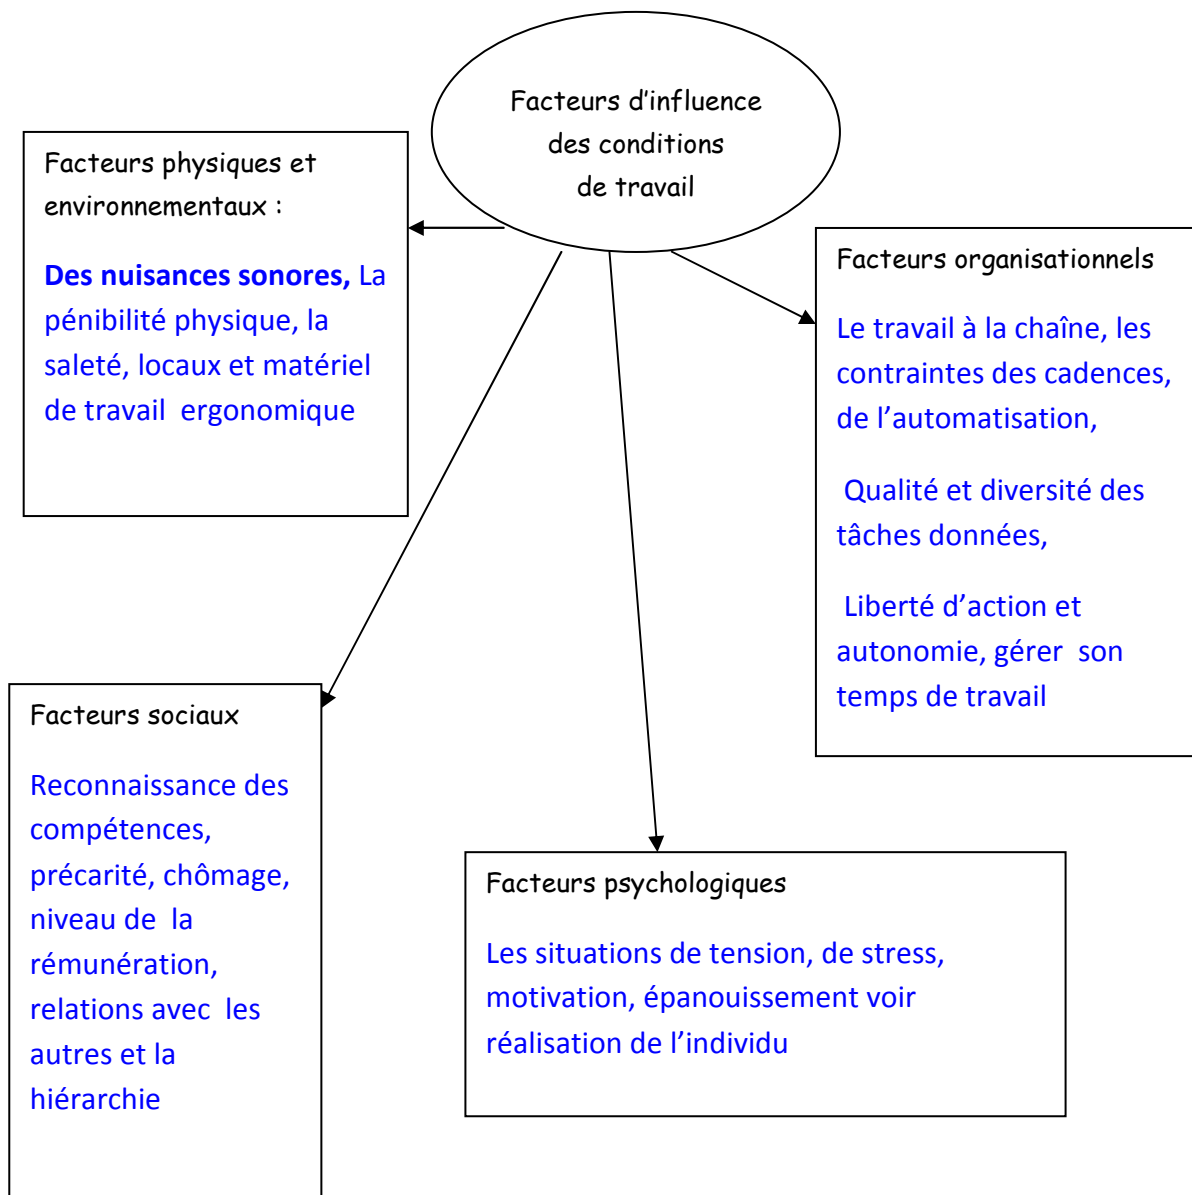 Facteurs d'influence
des conditions
de travail
Facteurs physiques et
environnementaux :
Des nuisances sonores, La
pénibilité physique, la
saleté, locaux et matériel
de travail  ergonomique
Facteurs organisationnels
Le travail à la chaîne, les
contraintes des cadences,
de l'automatisation,
Qualité et diversité des
tâches données,
Liberté d'action et
autonomie, gérer  son
temps de travail
Facteurs sociaux
Reconnaissance des
compétences,
précarité, chômage,
niveau de  la
rémunération,
relations avec  les
autres et la
hiérarchie
Facteurs psychologiques
Les situations de tension, de stress,
motivation, épanouissement voir
réalisation de l'individu